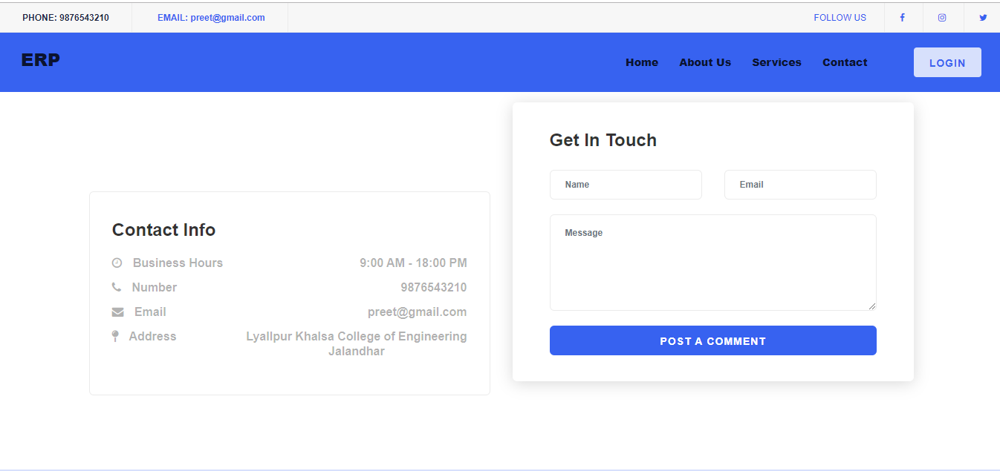 PHONE: 9876543210 EMAIL: preet@gmail.com FOLLOW US
ERP Home About Us Services Contact LOGIN
Contact Info
Business Hours 9:00 AM - 18:00 PM
Number 9876543210
Email preet@gmail.com
Address Lyallpur Khalsa College of Engineering
Jalandhar
Get In Touch
Name Email
Message
POST A COMMENT